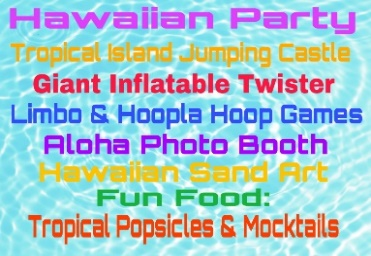 Hawaiian Party
Tropical Island Jumping Castle
Giant Inflatable Twister
Limbo & Hoopla Hoop Games
Aloha Photo Booth
Hawaiian Sand Art
Fun Food:
Tropical Popsicles & Mocktails